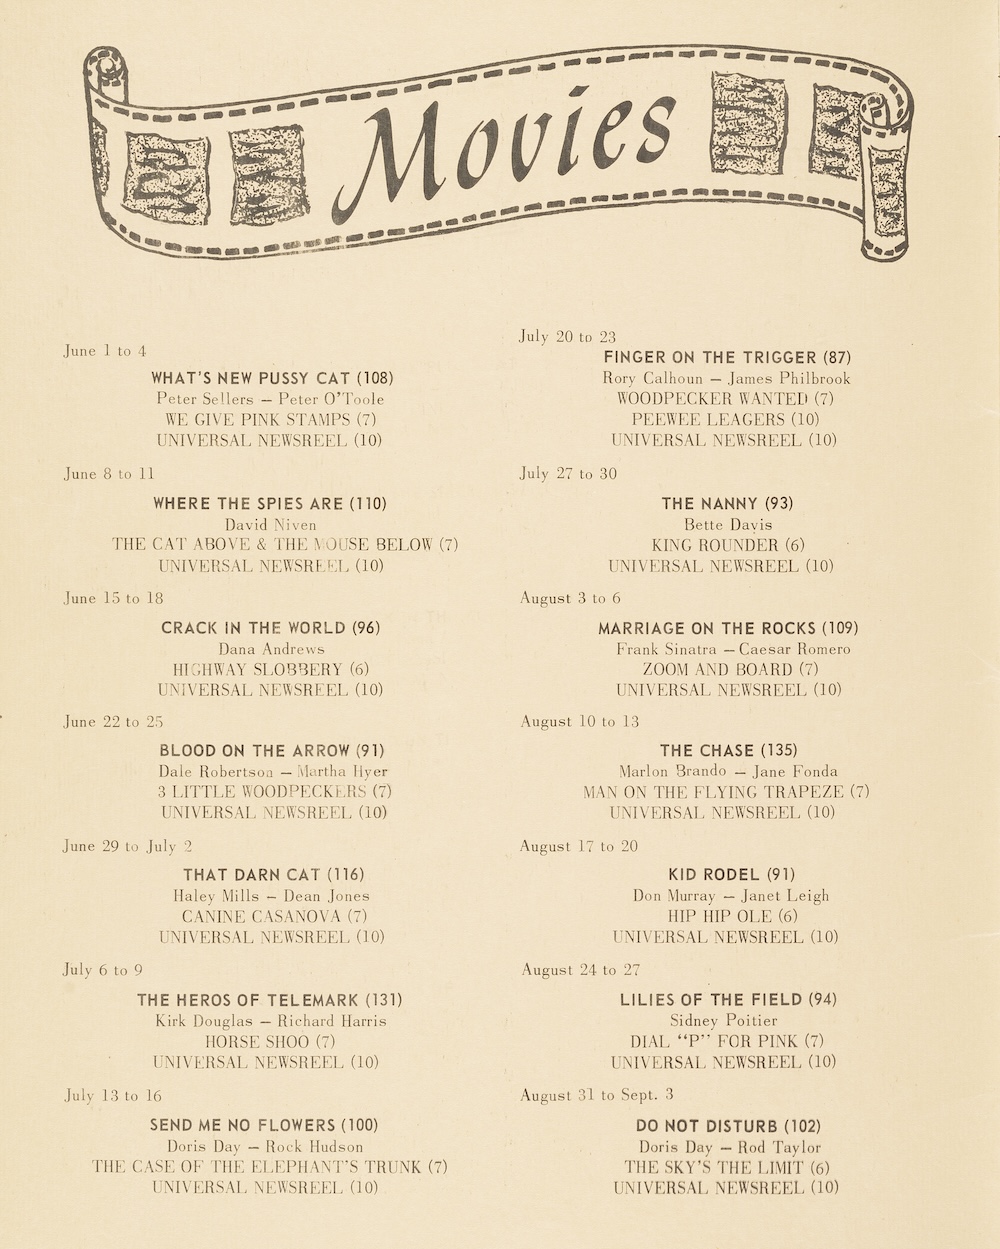 Movies
June 1 to 4
WHAT'S NEW PUSSY CAT (108)
Peter Sellers — Peter O'Toole
WE GIVE PINK STAMPS (7)
UNIVERSAL NEWSREEL (10)
June 8 to 11
WHERE THE SPIES ARE (110)
David Niven
THE CAT ABOVE & THE MOUSE BELOW (7)
UNIVERSAL NEWSREEL (10)
June 15 to 18
CRACK IN THE WORLD (96)
Dana Andrews
HIGHWAY SLOBBERY (6)
UNIVERSAL NEWSREEL (10)
June 22 to 25
BLOOD ON THE ARROW (91)
Dale Robertson — Martha Hyer
3 LITTLE WOODPECKERS (7)
UNIVERSAL NEWSREEL (10)
June 29 to July 2
THAT DARN CAT (116)
Haley Mills — Dean Jones
CANINE CASANOVA (7)
UNIVERSAL NEWSREEL (10)
July 6 to 9
THE HEROS OF TELEMARK (131)
Kirk Douglas — Richard Harris
HORSE SHOO (7)
UNIVERSAL NEWSREEL (10)
July 13 to 16
SEND ME NO FLOWERS (100)
Doris Day — Rock Hudson
THE CASE OF THE ELEPHANT'S TRUNK (7)
UNIVERSAL NEWSREEL (10)
July 20 to 23
FINGER ON THE TRIGGER (87)
Rory Calhoun — James Philbrook
WOODPECKER WANTED (7)
PEEWEE LEAGERS (10)
UNIVERSAL NEWSREEL (10)
July 27 to 30
THE NANNY (93)
Bette Davis
KING ROUNDER (6)
UNIVERSAL NEWSREEL (10)
August 3 to 6
MARRIAGE ON THE ROCKS (109)
Frank Sinatra — Caesar Romero
ZOOM AND BOARD (7)
UNIVERSAL NEWSREEL (10)
August 10 to 13
THE CHASE (135)
Marlon Brando — Jane Fonda
MAN ON THE FLYING TRAPEZE (7)
UNIVERSAL NEWSREEL (10)
August 17 to 20
KID RODEL (91)
Don Murray — Janet Leigh
HIP HIP OLE (6)
UNIVERSAL NEWSREEL (10)
August 24 to 27
LILIES OF THE FIELD (94)
Sidney Poitier
DIAL "P" FOR PINK (7)
UNIVERSAL NEWSREEL (10)
August 31 to Sept. 3
DO NOT DISTURB (102)
Doris Day — Rod Taylor
THE SKY'S THE LIMIT (6)
UNIVERSAL NEWSREEL (10)